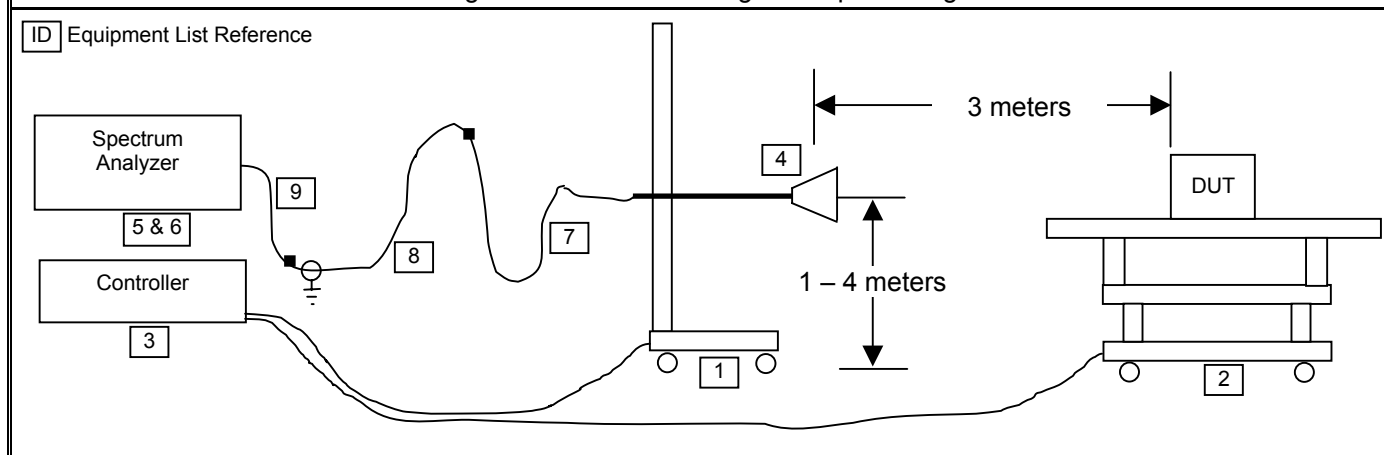 ID Equipment List Reference
Spectrum
Analyzer
5 & 6
Controller
3
9
8
7
4
3 meters
DUT
1 – 4 meters
1
2